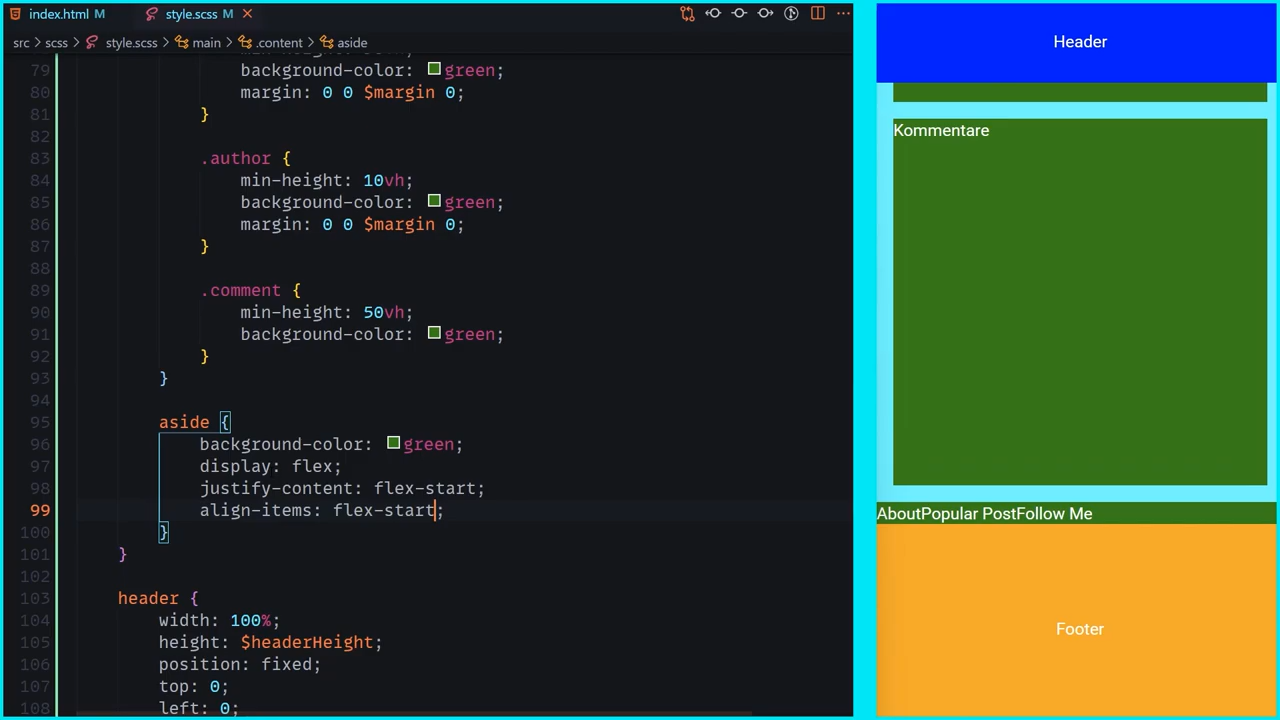 index.html M
style.scss M
src > scss > style.scss > main > .content > aside
79 background-color: green;
80 margin: 0 0 $margin 0;
81 }
82
83 .author {
84 min-height: 10vh;
85 background-color: green;
86 margin: 0 0 $margin 0;
87 }
88
89 .comment {
90 min-height: 50vh;
91 background-color: green;
92 }
93 }
94
95 aside {
96 background-color: green;
97 display: flex;
98 justify-content: flex-start;
99 align-items: flex-start;
100 }
101 }
102
103 header {
104 width: 100%;
105 height: $headerHeight;
106 position: fixed;
107 top: 0;
108 left: 0;
Header
Kommentare
AboutPopular PostFollow Me
Footer